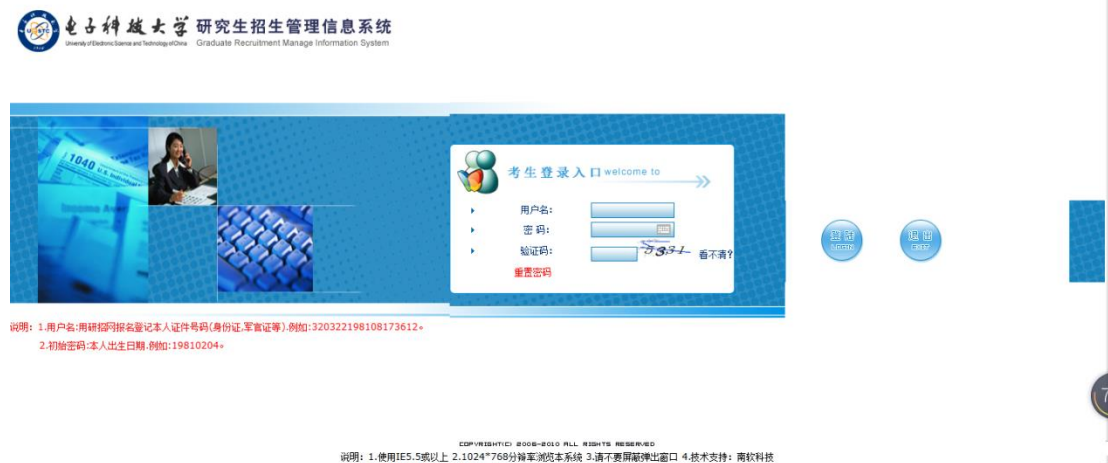 电子科技大学 研究生招生管理信息系统
University of Electronic Science and Technology of China Graduate Recruitment Manage Information System
1040 U.S. Individual
考生登录入口 welcome to
用户名:
密 码:
验证码: 5331 看不清?
重置密码
登 陆 退 出
LOGIN EXIT
说明: 1.用户名:用研招网报名登记本人证件号码(身份证,军官证等).例如:320322198108173612。
2.初始密码:本人出生日期.例如:19810204。
COPYRIGHT(C) 2006-2010 ALL RIGHTS RESERVED
说明: 1.使用IE5.5或以上 2.1024*768分辩率浏览本系统 3.请不要屏蔽弹出窗口 4.技术支持: 南软科技
7